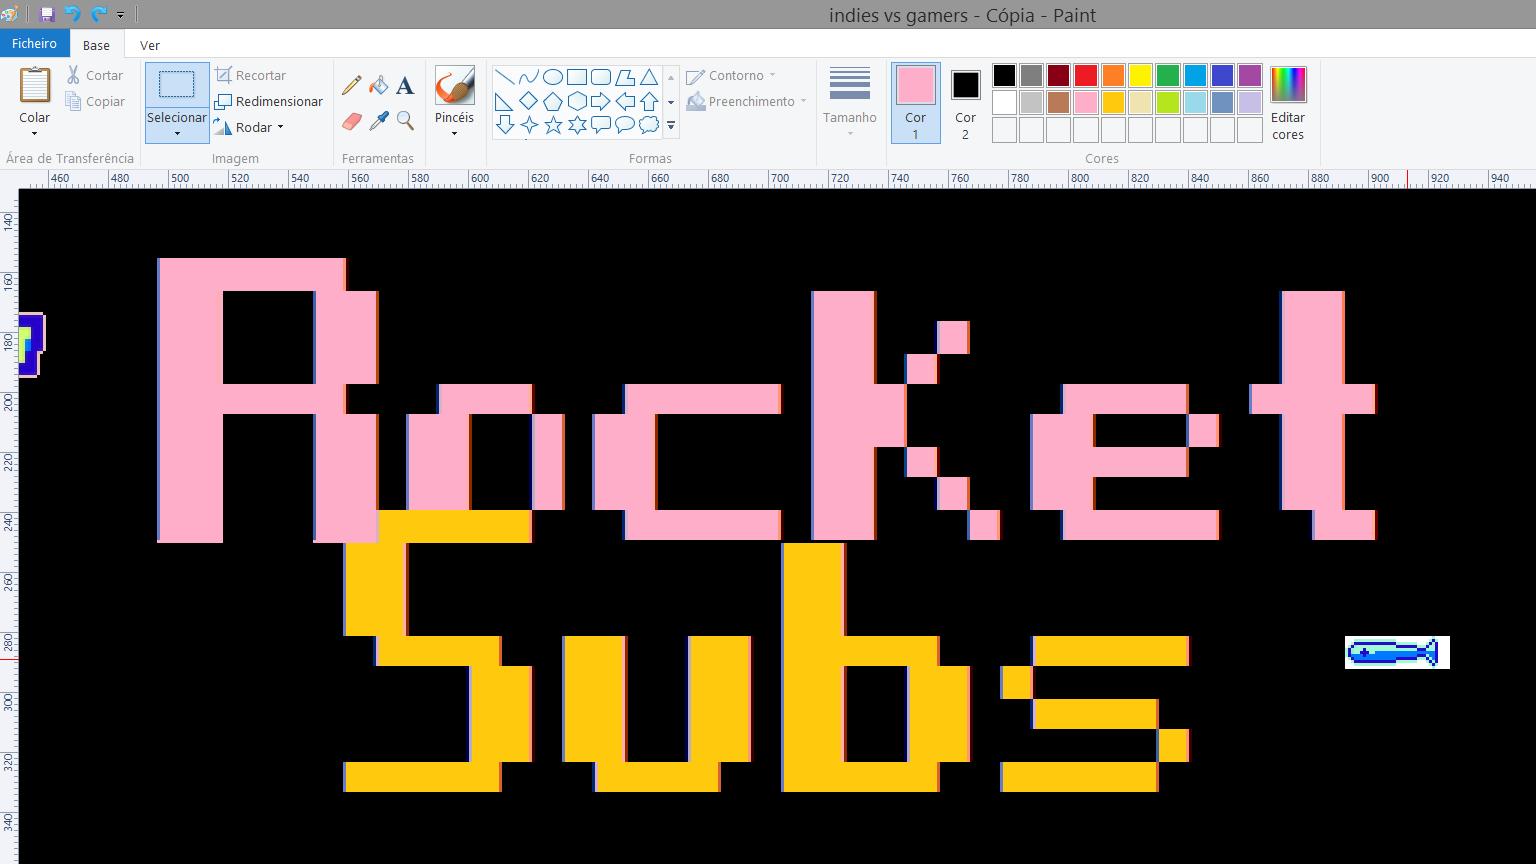 indies vs gamers - Cópia - Paint
Ficheiro Base Ver
Colar
Cortar
Copiar
Área de Transferência
Selecionar
Recortar
Redimensionar
Rodar
Imagem
A
Ferramentas
Pincéis
Contorno
Preenchimento
Formas
Tamanho
Cor
1
Cor
2
Editar
cores
Cores
460 480 500 520 540 560 580 600 620 640 660 680 700 720 740 760 780 800 820 840 860 880 900 920 940
140
160
180
200
220
240
260
280
300
320
340
Rocket
Subs